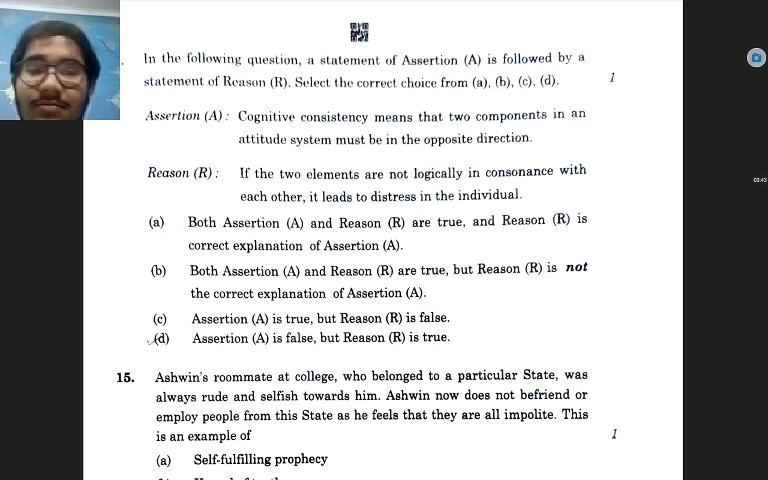 In the following question, a statement of Assertion (A) is followed by a
statement of Reason (R). Select the correct choice from (a), (b), (c), (d). 1
Assertion (A) : Cognitive consistency means that two components in an
attitude system must be in the opposite direction.
Reason (R) : If the two elements are not logically in consonance with
each other, it leads to distress in the individual.
(a) Both Assertion (A) and Reason (R) are true, and Reason (R) is
correct explanation of Assertion (A).
(b) Both Assertion (A) and Reason (R) are true, but Reason (R) is not
the correct explanation of Assertion (A).
(c) Assertion (A) is true, but Reason (R) is false.
(d) Assertion (A) is false, but Reason (R) is true.
15. Ashwin's roommate at college, who belonged to a particular State, was
always rude and selfish towards him. Ashwin now does not befriend or
employ people from this State as he feels that they are all impolite. This
is an example of 1
(a) Self-fulfilling prophecy
03:43